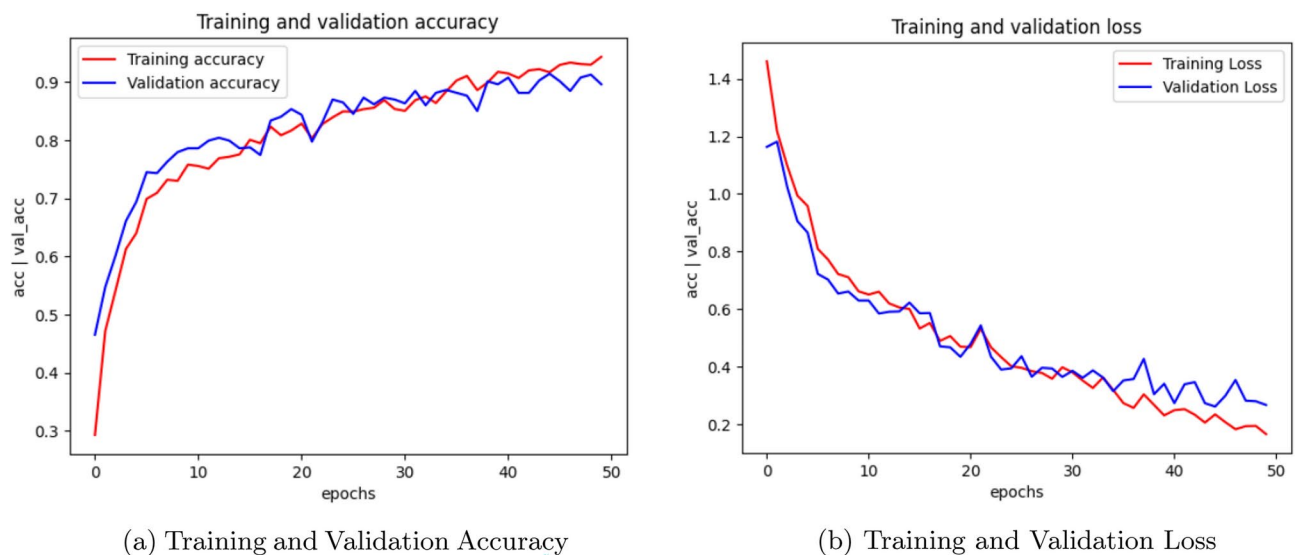 Training and validation accuracy
Training accuracy
Validation accuracy
acc | val_acc
0.9
0.8
0.7
0.6
0.5
0.4
0.3
0 10 20 30 40 50
epochs
(a) Training and Validation Accuracy
Training and validation loss
Training Loss
Validation Loss
acc | val_acc
1.4
1.2
1.0
0.8
0.6
0.4
0.2
0 10 20 30 40 50
epochs
(b) Training and Validation Loss